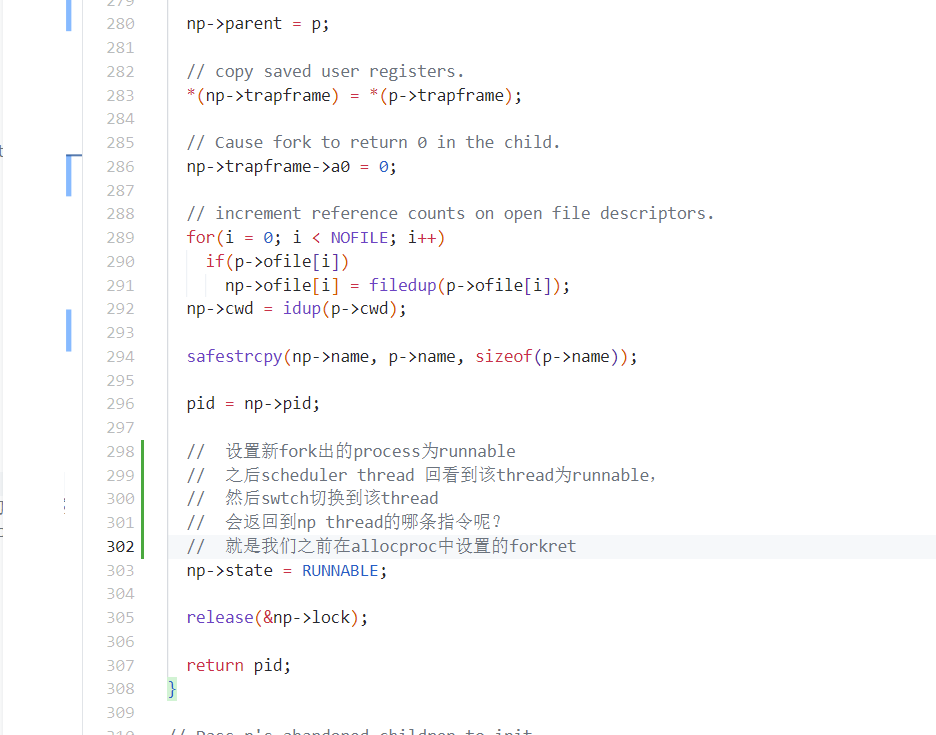 280 np->parent = p;
281
282 // copy saved user registers.
283 *(np->trapframe) = *(p->trapframe);
284
285 // Cause fork to return 0 in the child.
286 np->trapframe->a0 = 0;
287
288 // increment reference counts on open file descriptors.
289 for(i = 0; i < NOFILE; i++)
290 if(p->ofile[i])
291 np->ofile[i] = filedup(p->ofile[i]);
292 np->cwd = idup(p->cwd);
293
294 safestrcpy(np->name, p->name, sizeof(p->name));
295
296 pid = np->pid;
297
298 // 设置新fork出的process为runnable
299 // 之后scheduler thread 回看到该thread为runnable，
300 // 然后swtch切换到该thread
301 // 会返回到np thread的哪条指令呢？
302 // 就是我们之前在allocproc中设置的forkret
303 np->state = RUNNABLE;
304
305 release(&np->lock);
306
307 return pid;
308 }
309